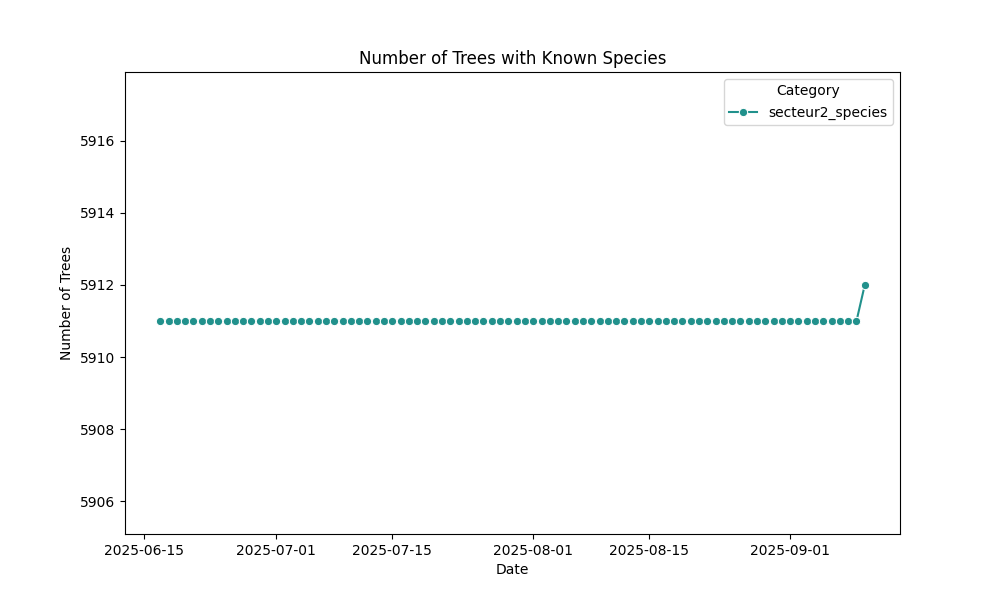 Number of Trees with Known Species
Category
secteur2_species
Number of Trees
5916
5914
5912
5910
5908
5906
2025-06-15 2025-07-01 2025-07-15 2025-08-01 2025-08-15 2025-09-01
Date